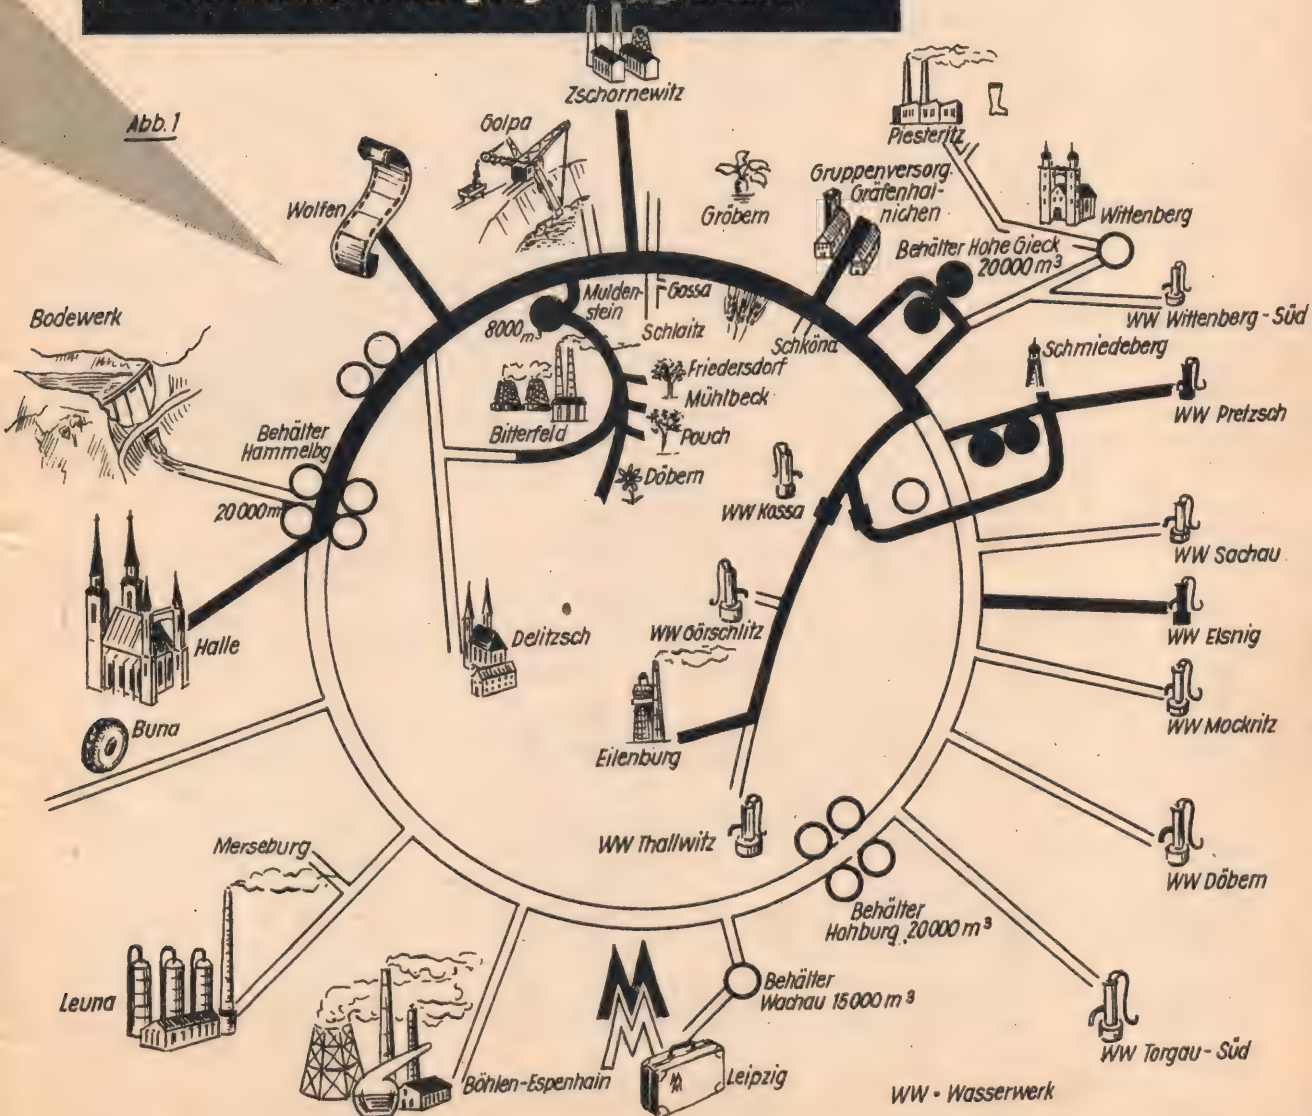 Zschornewitz
Abb. 1
Golpa
Piesteritz
Wolfen
Gröbern
Gruppenversorg.
Gräfenhai-
nichen
Wittenberg
Behälter Hohe Gieck
20000 m³
Bodewerk
Mulden-
stein
Gossa
8000 m³
Schlaitz
Schköna
WW Wittenberg-Süd
Schmiedeberg
Friedersdorf
Mühlbeck
WW Pretzsch
Behälter
Hammelbg
Bitterfeld
Pouch
Döbern
20000 m³
WW Kossa
WW Sachau
Halle
Delitzsch
WW Görschlitz
WW Elsnig
Buna
WW Mockritz
Eilenburg
Merseburg
WW Thallwitz
WW Döbern
Behälter
Hohburg 20000 m³
Leuna
Behälter
Wachau 15000 m³
MM
WW Torgau-Süd
Böhlen-Espenhain
Leipzig
WW = Wasserwerk